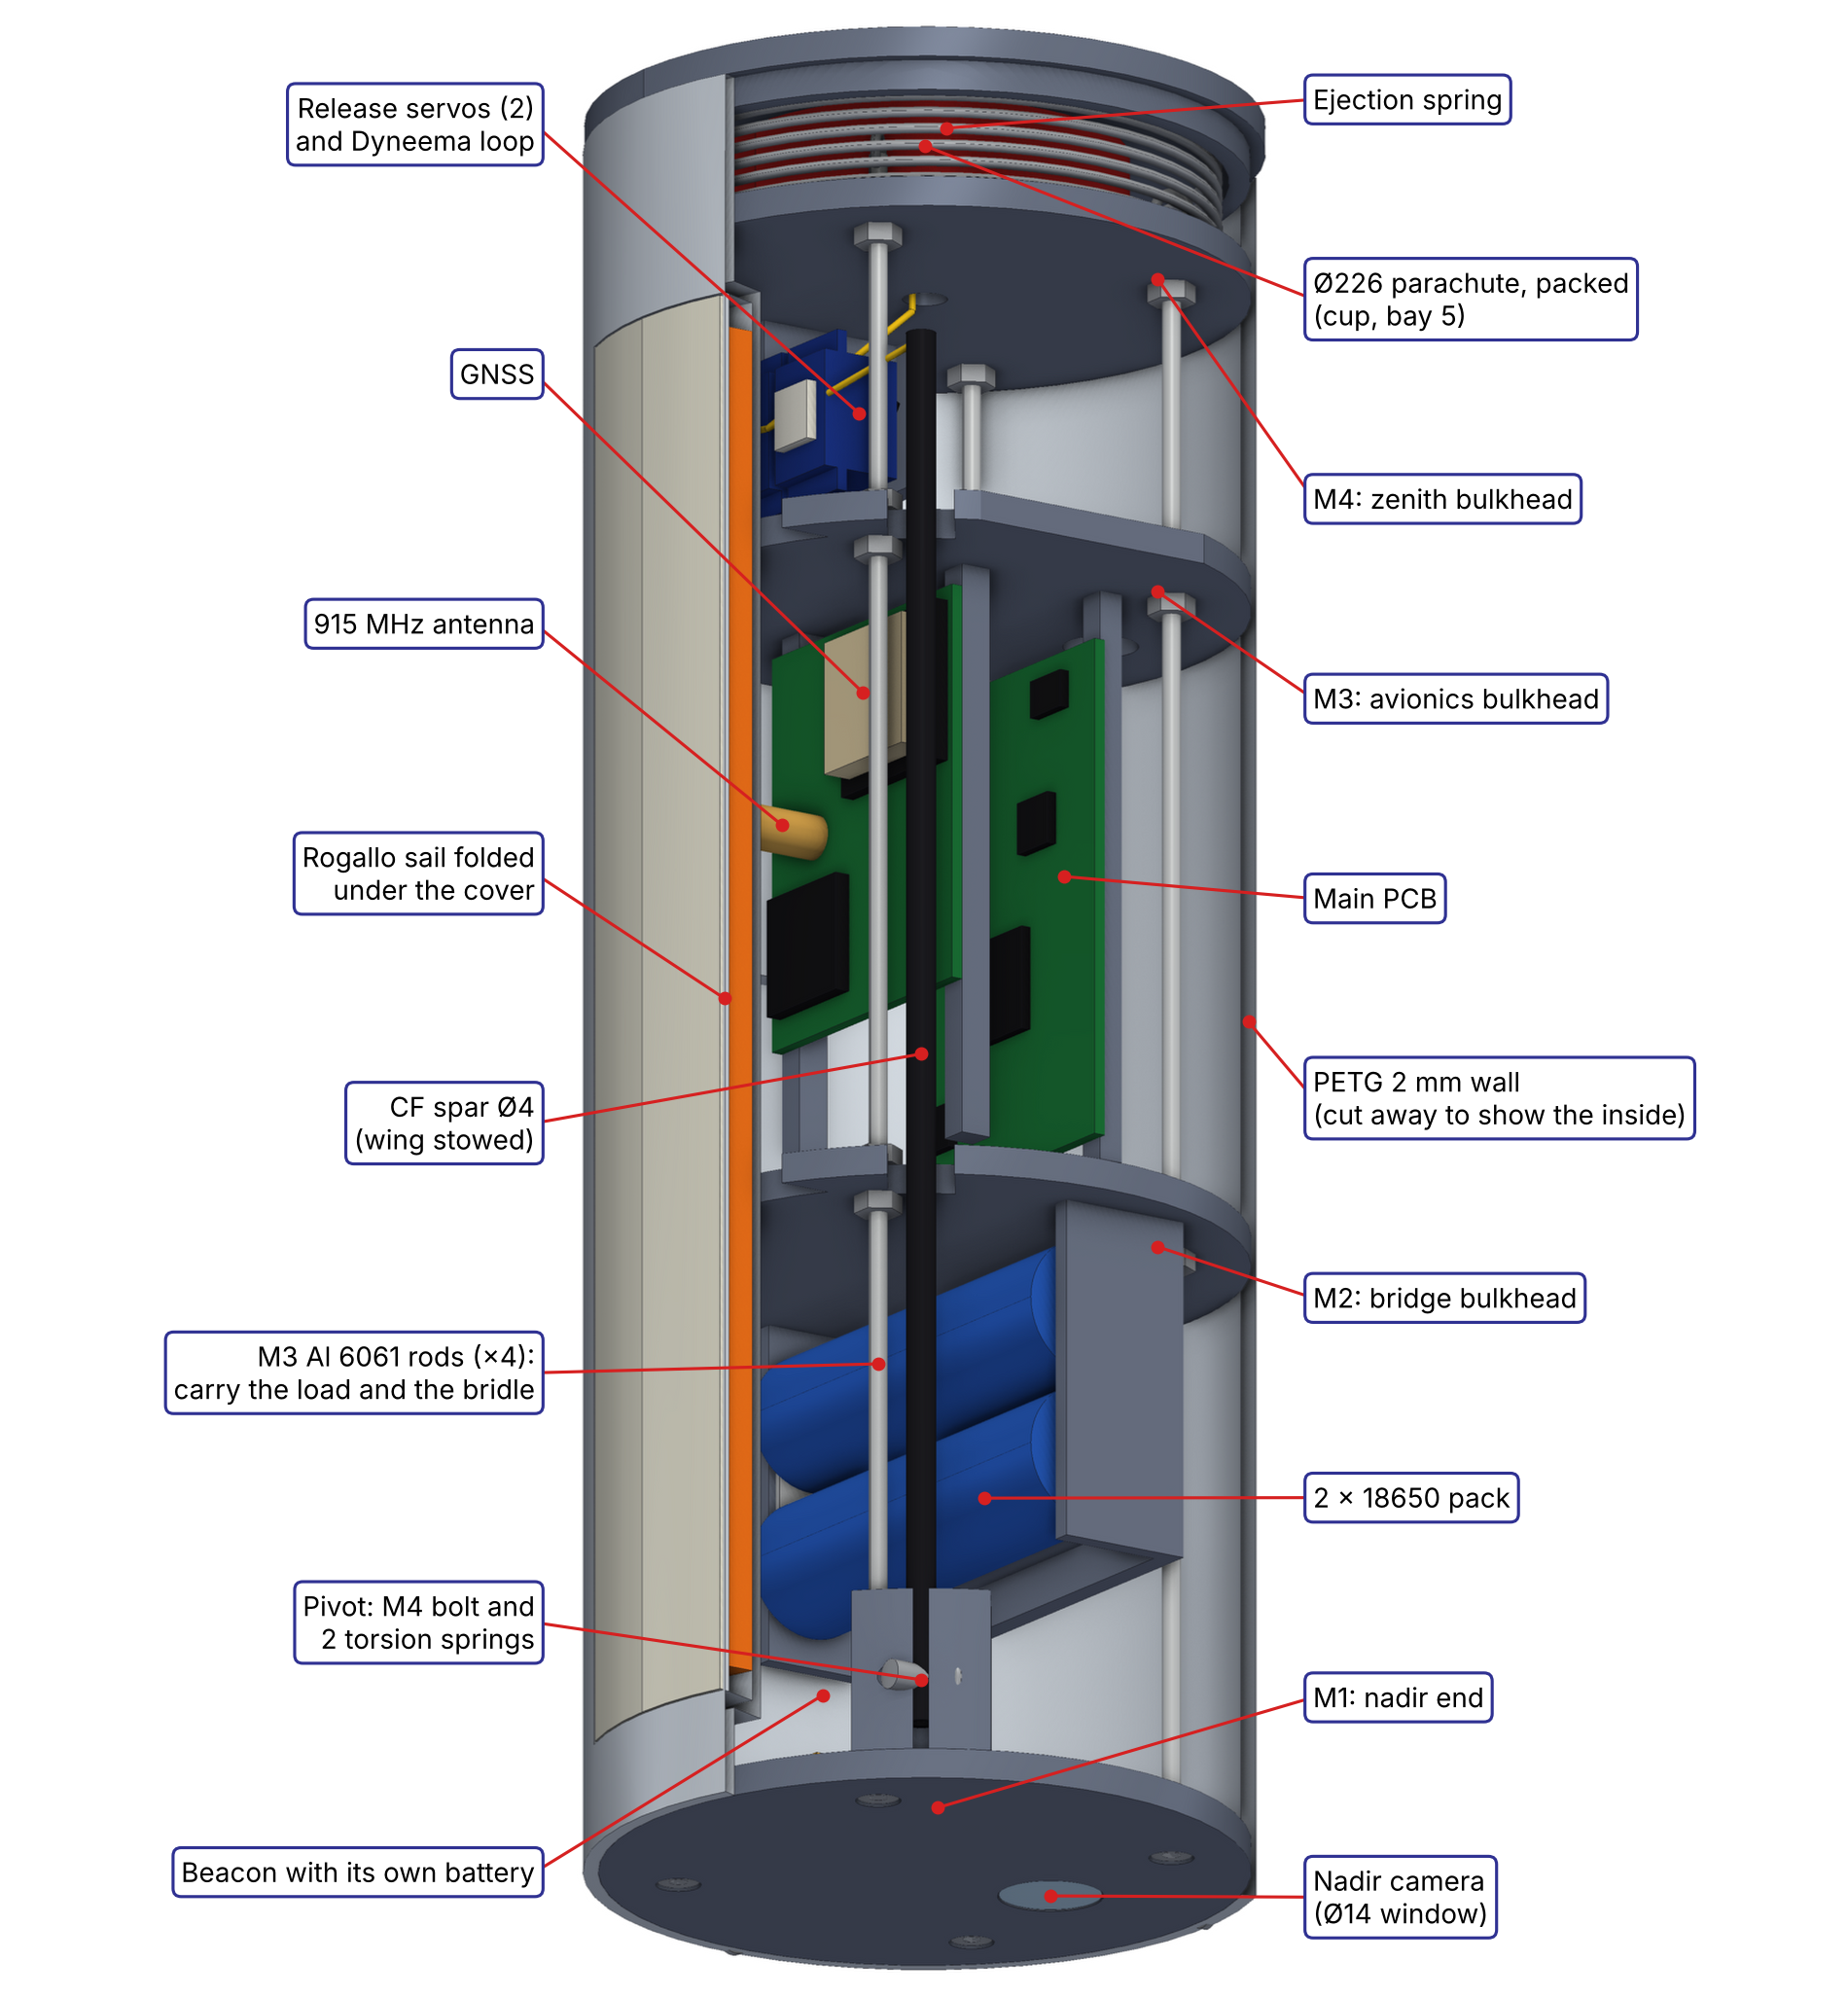 Release servos (2)
and Dyneema loop
GNSS
915 MHz antenna
Rogallo sail folded
under the cover
CF spar Ø4
(wing stowed)
M3 Al 6061 rods (×4):
carry the load and the bridle
Pivot: M4 bolt and
2 torsion springs
Beacon with its own battery
Ejection spring
Ø226 parachute, packed
(cup, bay 5)
M4: zenith bulkhead
M3: avionics bulkhead
Main PCB
PETG 2 mm wall
(cut away to show the inside)
M2: bridge bulkhead
2 × 18650 pack
M1: nadir end
Nadir camera
(Ø14 window)